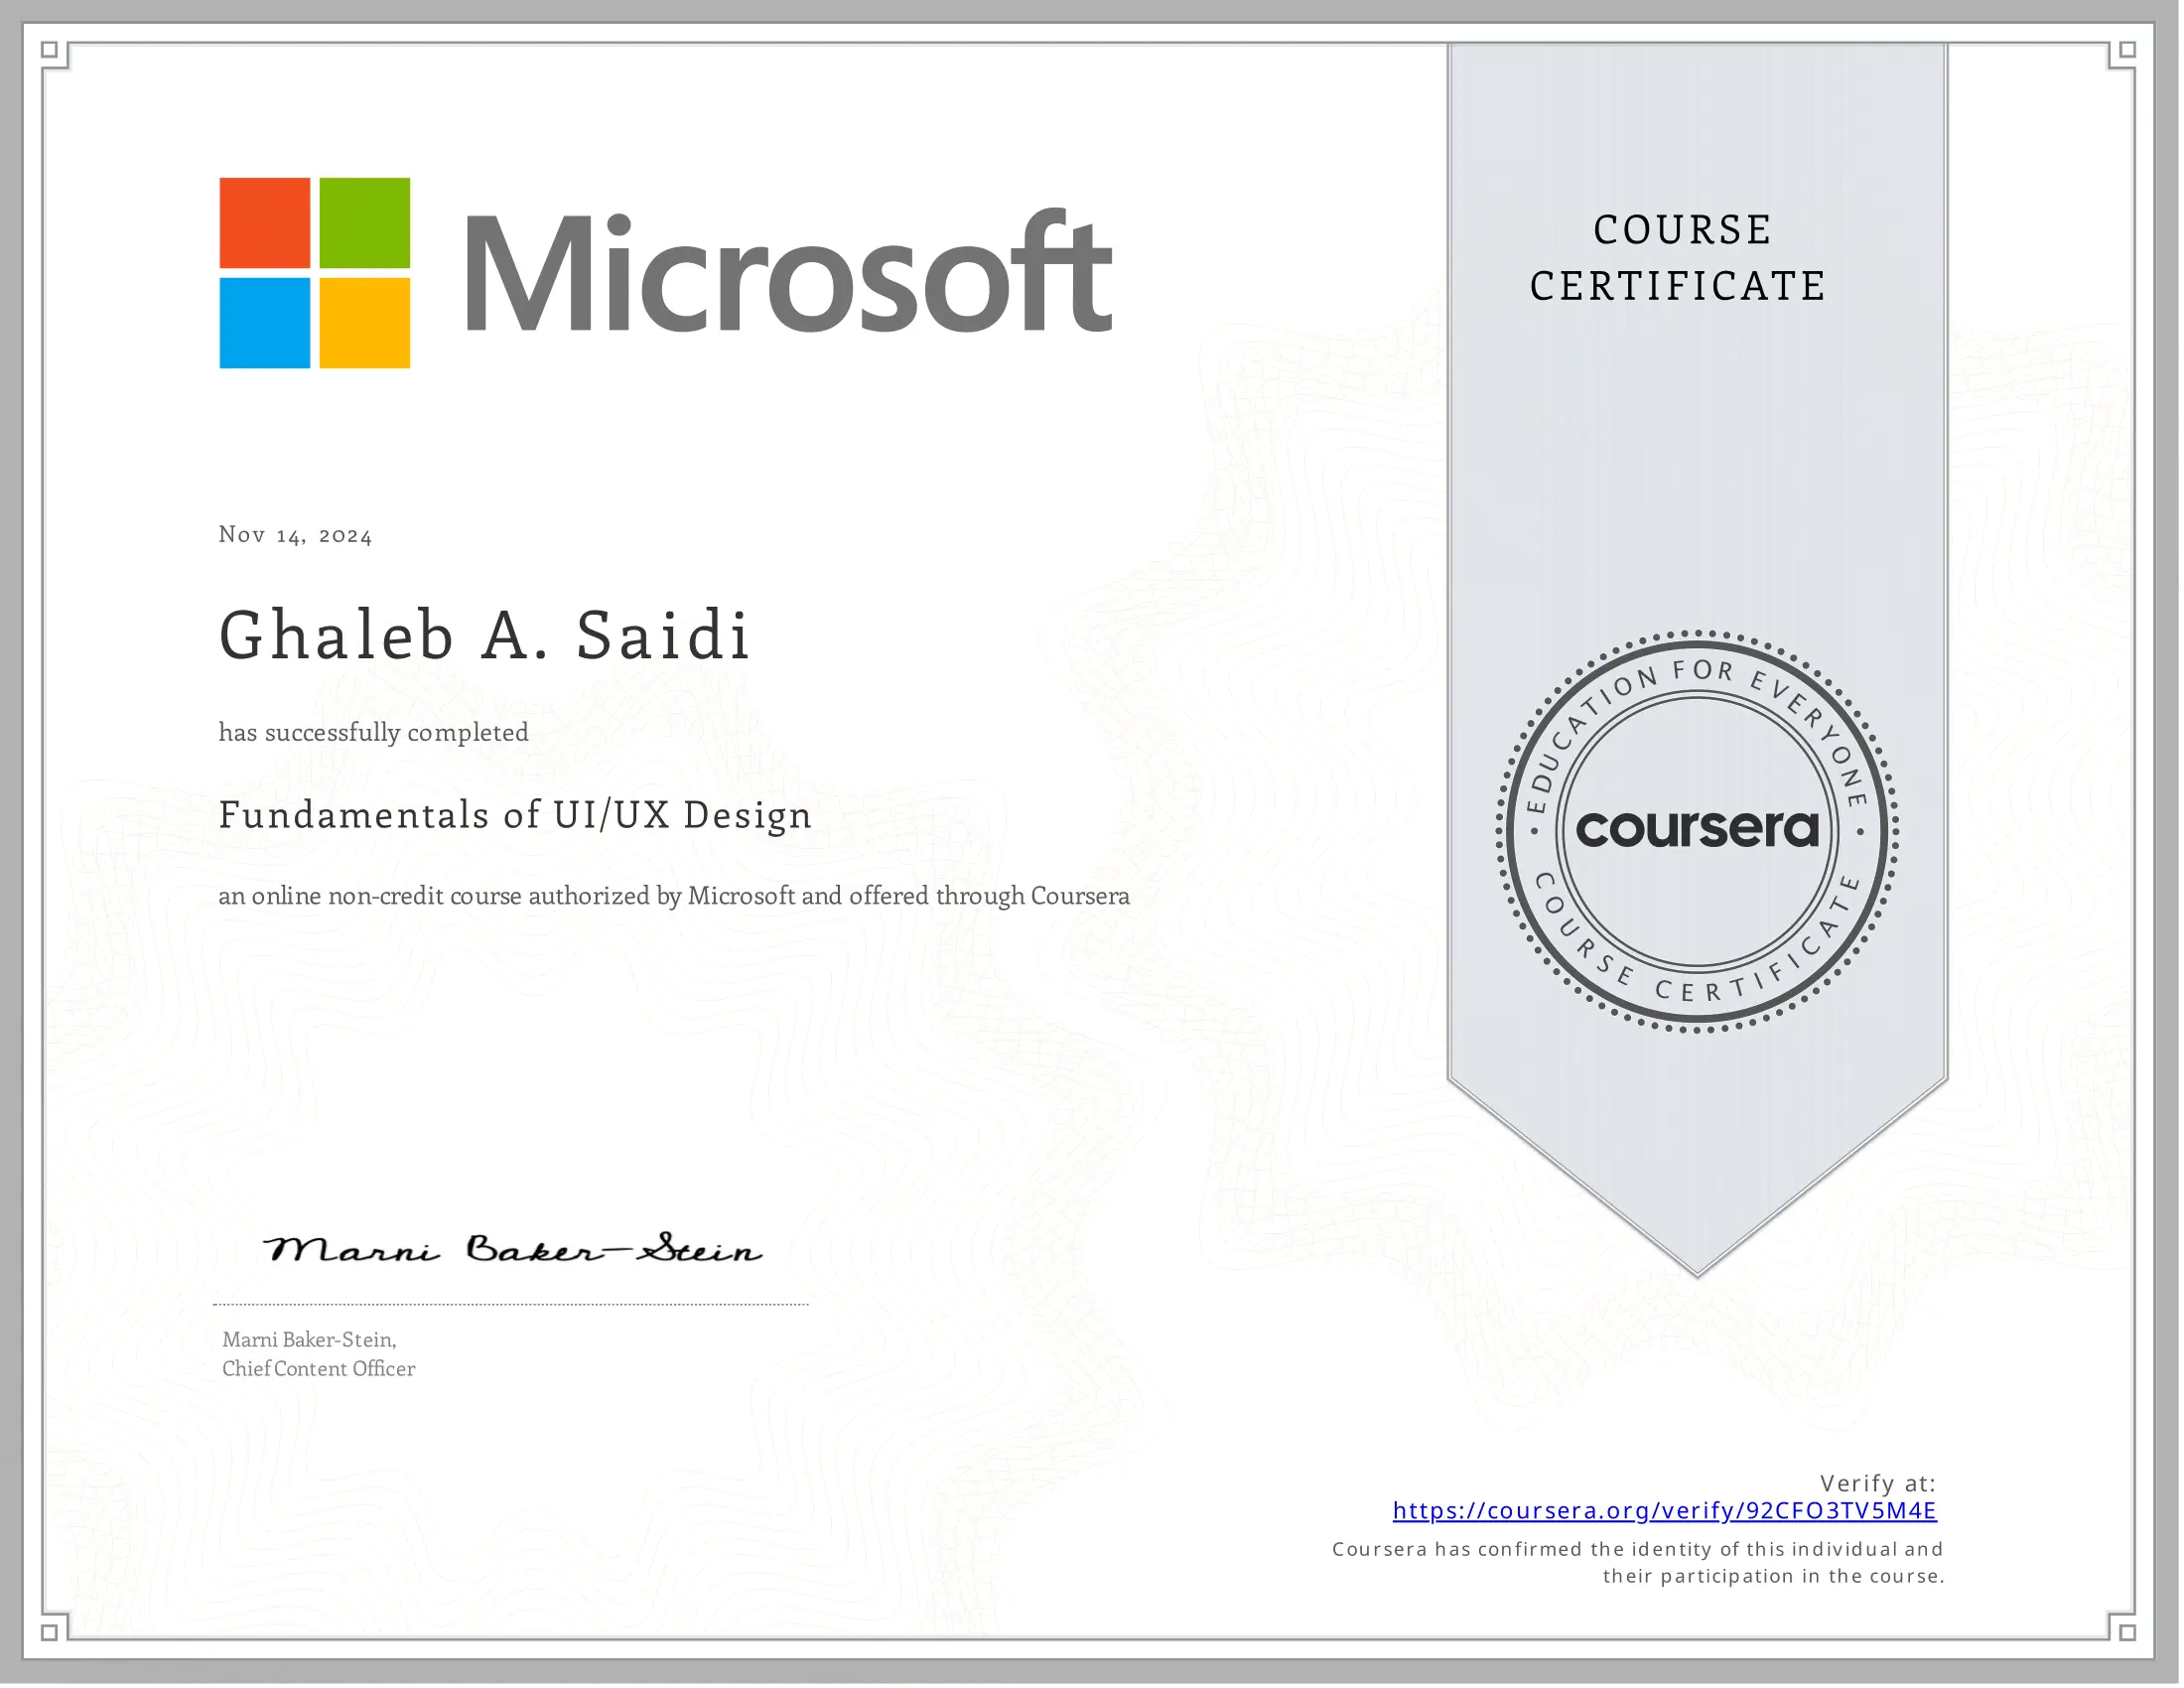 Microsoft
COURSE
CERTIFICATE
Nov 14, 2024
Ghaleb A. Saidi
has successfully completed
Fundamentals of UI/UX Design
an online non-credit course authorized by Microsoft and offered through Coursera
EDUCATION FOR EVERYONE
coursera
COURSE CERTIFICATE
Marni Baker-Stein
Marni Baker-Stein,
Chief Content Officer
Verify at:
https://coursera.org/verify/92CFO3TV5M4E
Coursera has confirmed the identity of this individual and
their participation in the course.